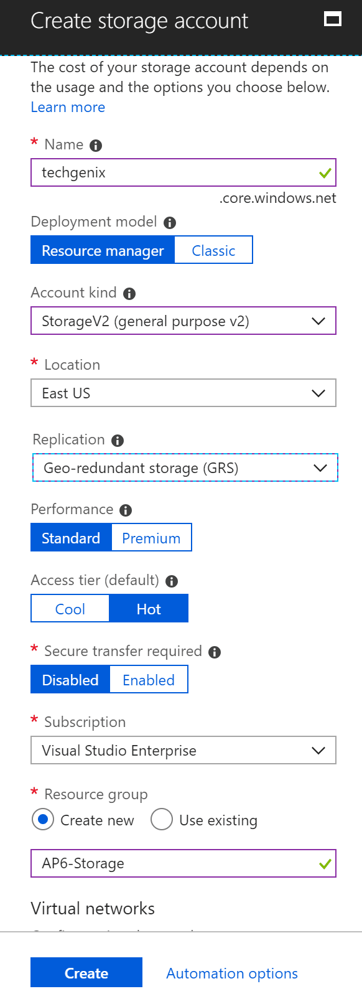 Create storage account
The cost of your storage account depends on
the usage and the options you choose below.
Learn more
* Name
techgenix
.core.windows.net
Deployment model
Resource manager Classic
Account kind
StorageV2 (general purpose v2)
* Location
East US
Replication
Geo-redundant storage (GRS)
Performance
Standard Premium
Access tier (default)
Cool Hot
* Secure transfer required
Disabled Enabled
* Subscription
Visual Studio Enterprise
* Resource group
Create new Use existing
AP6-Storage
Virtual networks
Create Automation options